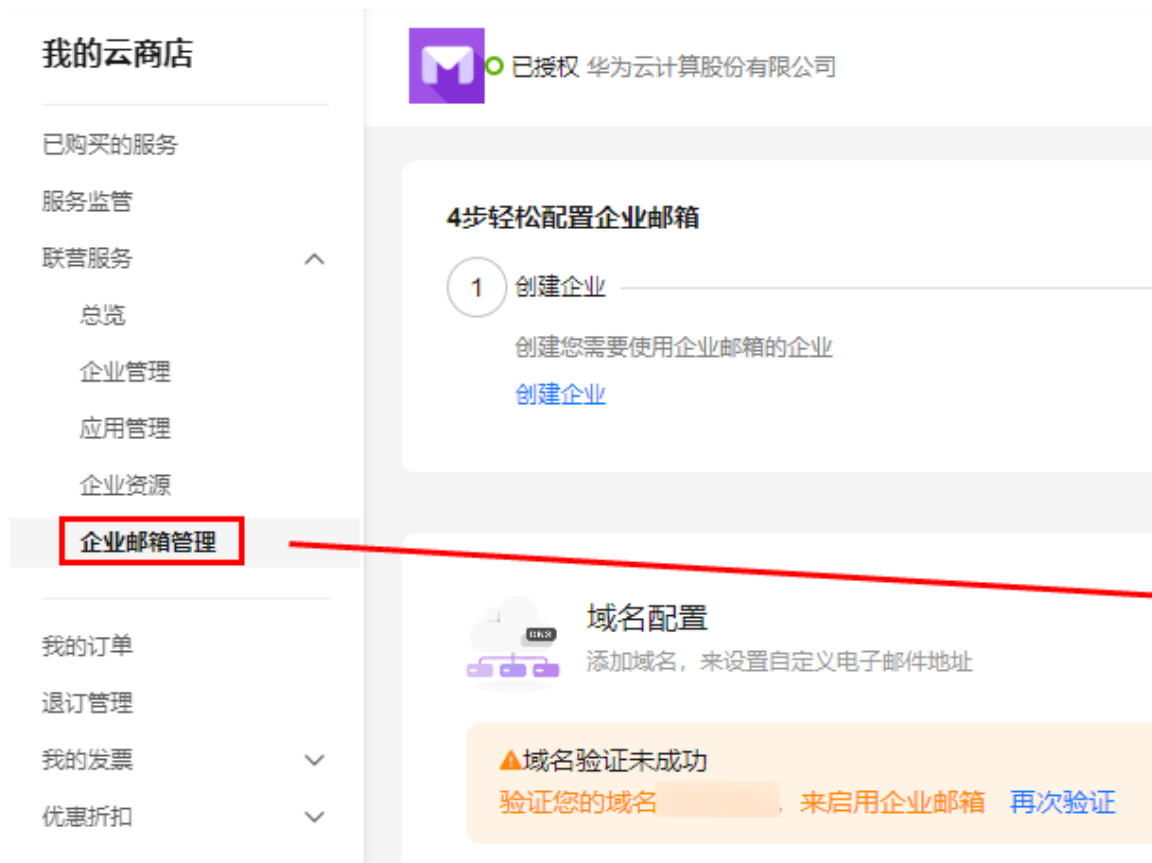 我的云商店
已购买的服务
服务监管
联营服务
总览
企业管理
应用管理
企业资源
企业邮箱管理
我的订单
退订管理
我的发票
优惠折扣
已授权 华为云计算股份有限公司
4步轻松配置企业邮箱
1 创建企业
创建您需要使用企业邮箱的企业
创建企业
DNS
域名配置
添加域名，来设置自定义电子邮件地址
域名验证未成功
验证您的域名 ，来启用企业邮箱 再次验证